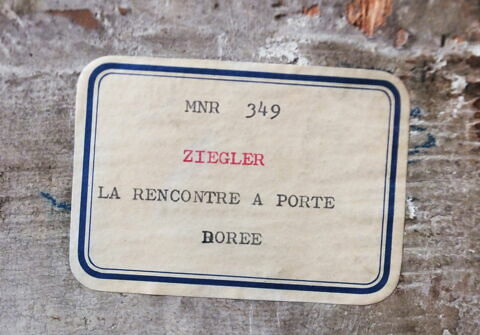 MNR 349
ZIEGLER
LA RENCONTRE A PORTE
DOREE